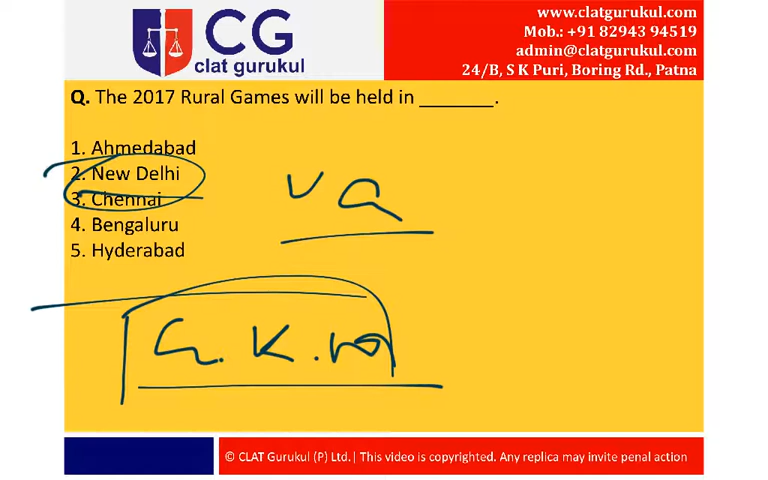 CG
clat gurukul
www.clatgurukul.com
Mob.: +91 82943 94519
admin@clatgurukul.com
24/B, S K Puri, Boring Rd., Patna
Q. The 2017 Rural Games will be held in _______.
1. Ahmedabad
2. New Delhi
3. Chennai
4. Bengaluru
5. Hyderabad
G.K.
© CLAT Gurukul (P) Ltd.| This video is copyrighted. Any replica may invite penal action